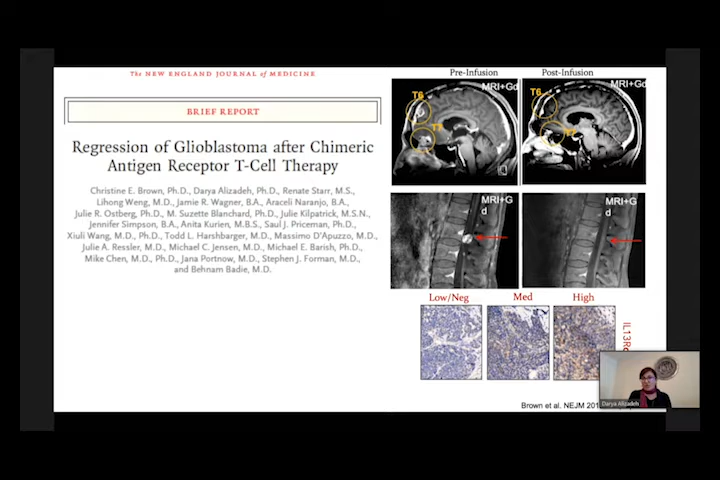 The NEW ENGLAND JOURNAL of MEDICINE
BRIEF REPORT
Regression of Glioblastoma after Chimeric
Antigen Receptor T-Cell Therapy
Christine E. Brown, Ph.D., Darya Alizadeh, Ph.D., Renate Starr, M.S.,
Lihong Weng, M.D., Jamie R. Wagner, B.A., Araceli Naranjo, B.A.,
Julie R. Ostberg, Ph.D., M. Suzette Blanchard, Ph.D., Julie Kilpatrick, M.S.N.,
Jennifer Simpson, B.A., Anita Kurien, M.B.S., Saul J. Priceman, Ph.D.,
Xiuli Wang, M.D., Ph.D., Todd L. Harshbarger, M.D., Massimo D'Apuzzo, M.D.,
Julie A. Ressler, M.D., Michael C. Jensen, M.D., Michael E. Barish, Ph.D.,
Mike Chen, M.D., Ph.D., Jana Portnow, M.D., Stephen J. Forman, M.D.,
and Behnam Badie, M.D.
Pre-Infusion
Post-Infusion
MRI+Gd
T6
T7
MRI+Gd
T6
T7
MRI+G
d
MRI+G
d
Low/Neg
Med
High
IL13Rα
Brown et al. NEJM 201
Darya Alizadeh